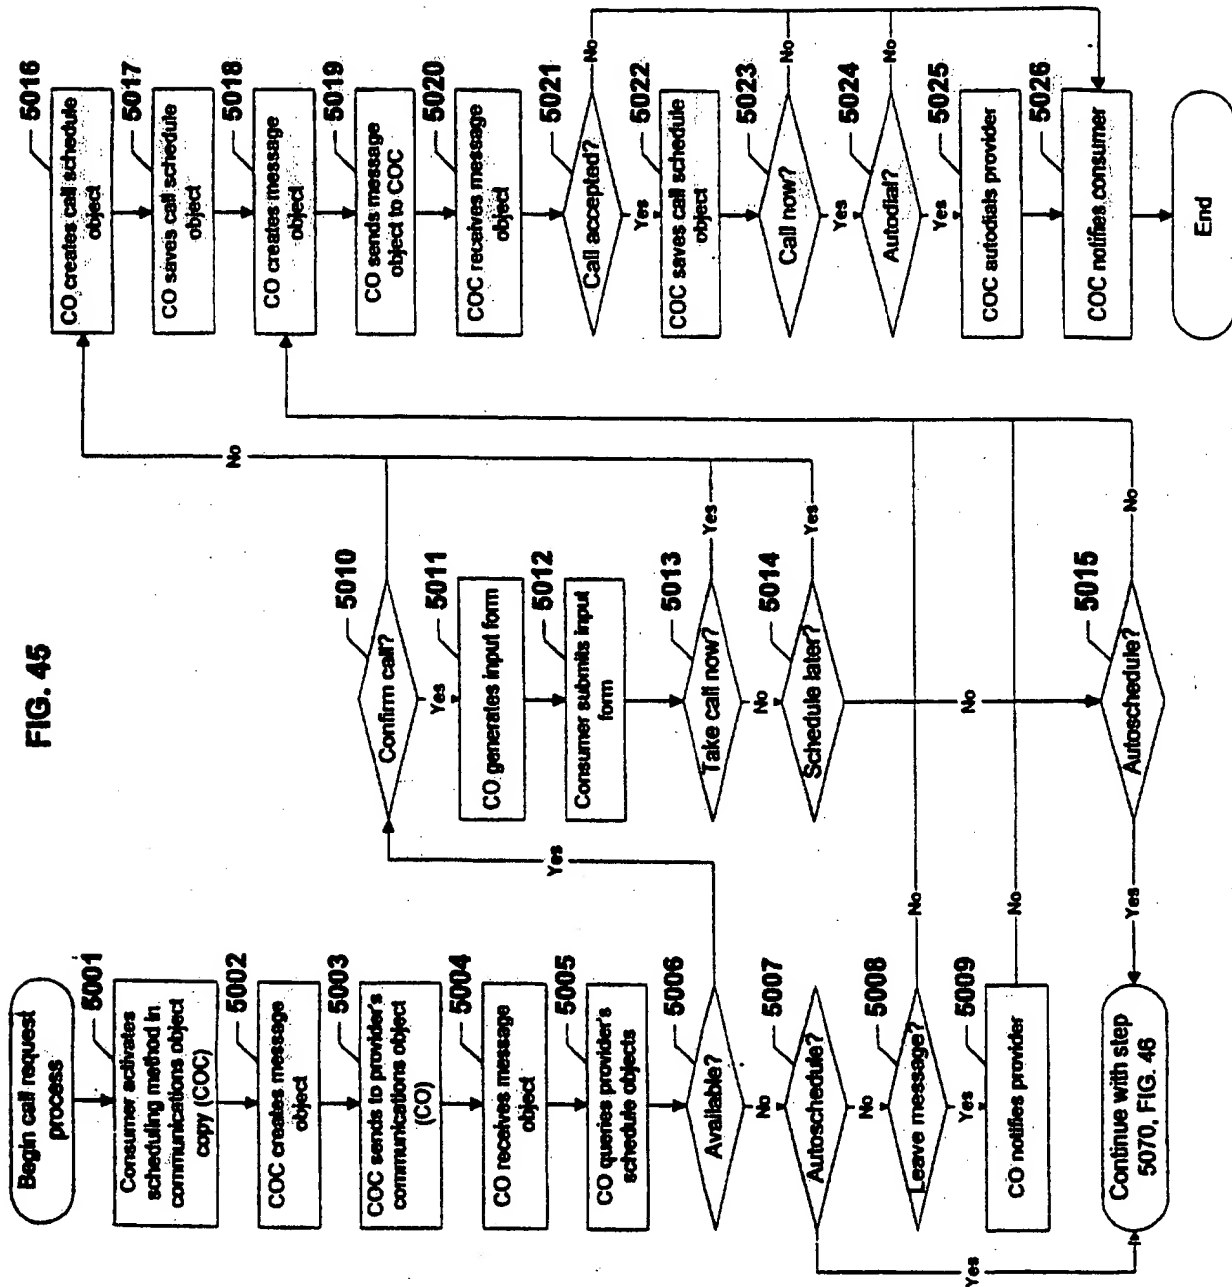 FIG. 45
Begin call request
process
5001
Consumer activates
scheduling method in
communications object
copy (COC)
5002
COC creates message
object
5003
COC sends to provider's
communications object
(CO)
5004
CO receives message
object
5005
CO queries provider's
schedule objects
5006
Available?
Yes
No
5007
Autoschedule?
Yes
No
5008
Leave message?
No
Yes
5009
CO notifies provider
No
Continue with step
5070, FIG. 46
5010
Confirm call?
No
Yes
5011
CO generates input form
5012
Consumer submits input
form
5013
Take call now?
Yes
No
5014
Schedule later?
Yes
No
5015
Autoschedule?
No
Yes
5016
CO creates call schedule
object
5017
CO saves call schedule
object
5018
CO creates message
object
5019
CO sends message
object to COC
5020
COC receives message
object
5021
Call accepted?
No
Yes
5022
COC saves call schedule
object
5023
Call now?
No
Yes
5024
Autodial?
No
Yes
5025
COC autodials provider
5026
COC notifies consumer
End